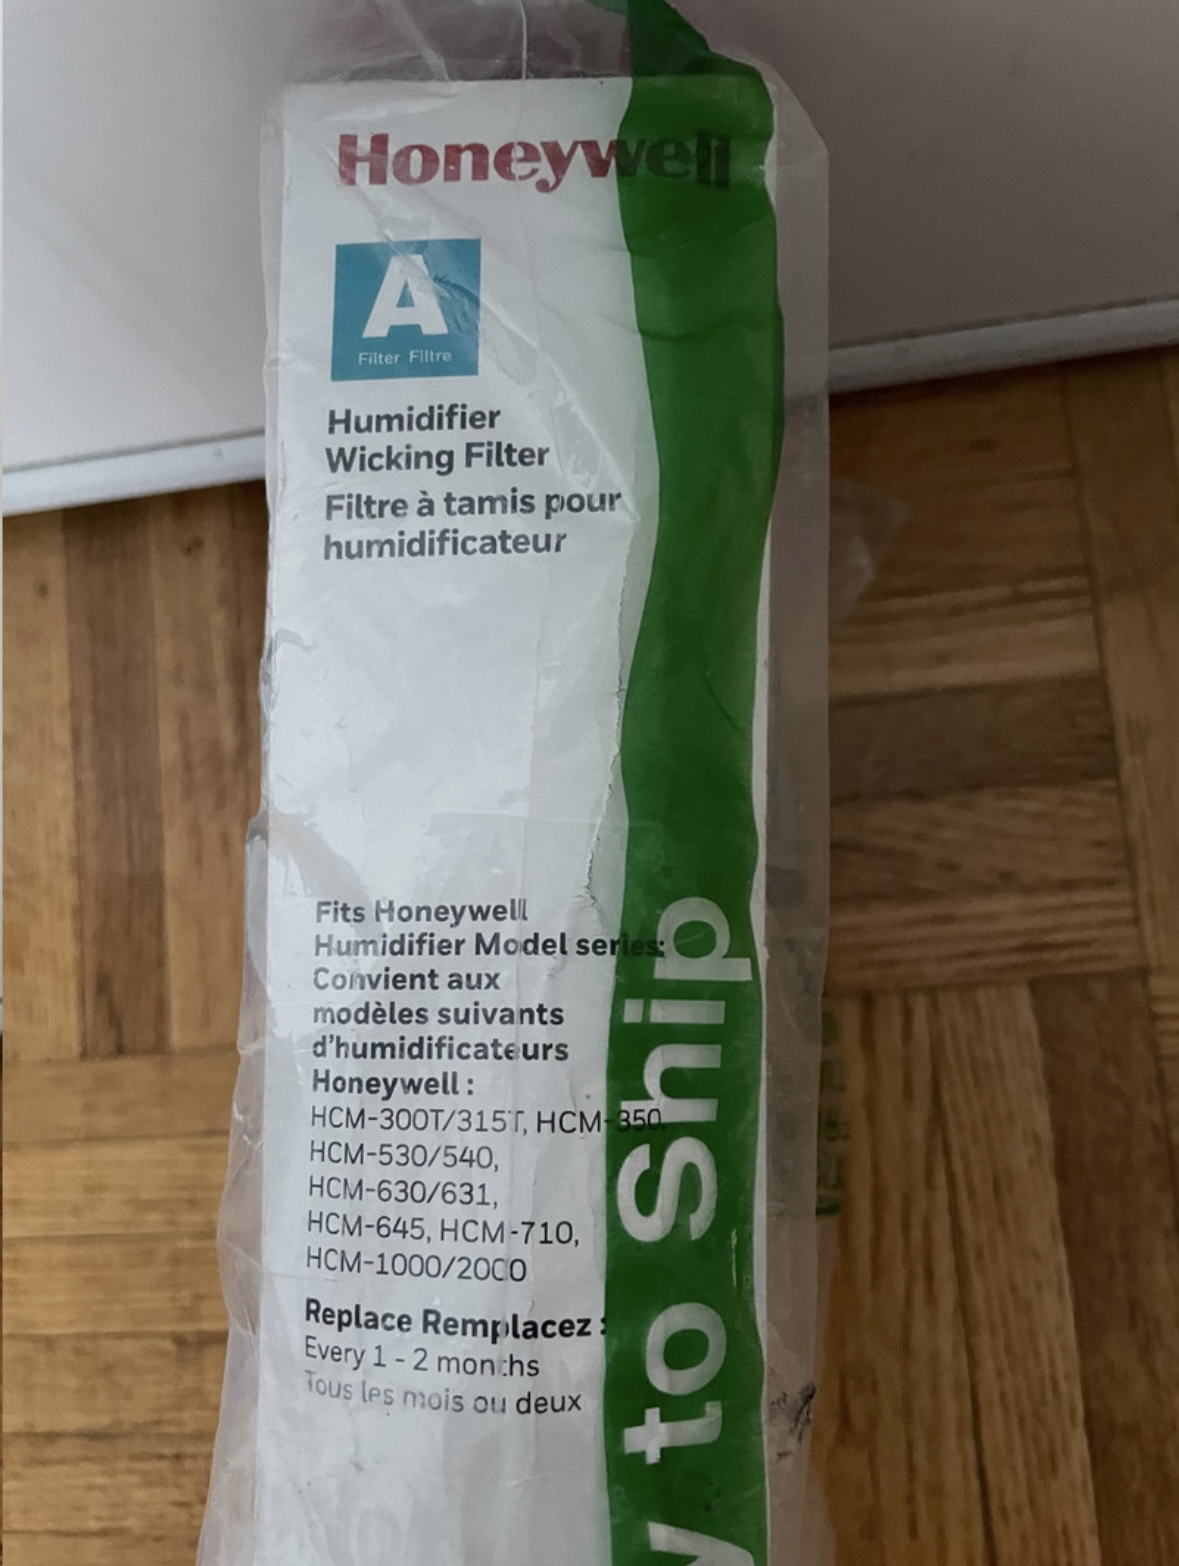 Honeywell
A
Filter Filtre
Humidifier
Wicking Filter
Filtre à tamis pour
humidificateur
Fits Honeywell
Humidifier Model series:
Convient aux
modèles suivants
d'humidificateurs
Honeywell :
HCM-300T/315T, HCM-350,
HCM-530/540,
HCM-630/631,
HCM-645, HCM-710,
HCM-1000/2000
Replace Remplacez :
Every 1 - 2 months
Tous les mois ou deux
y to Ship